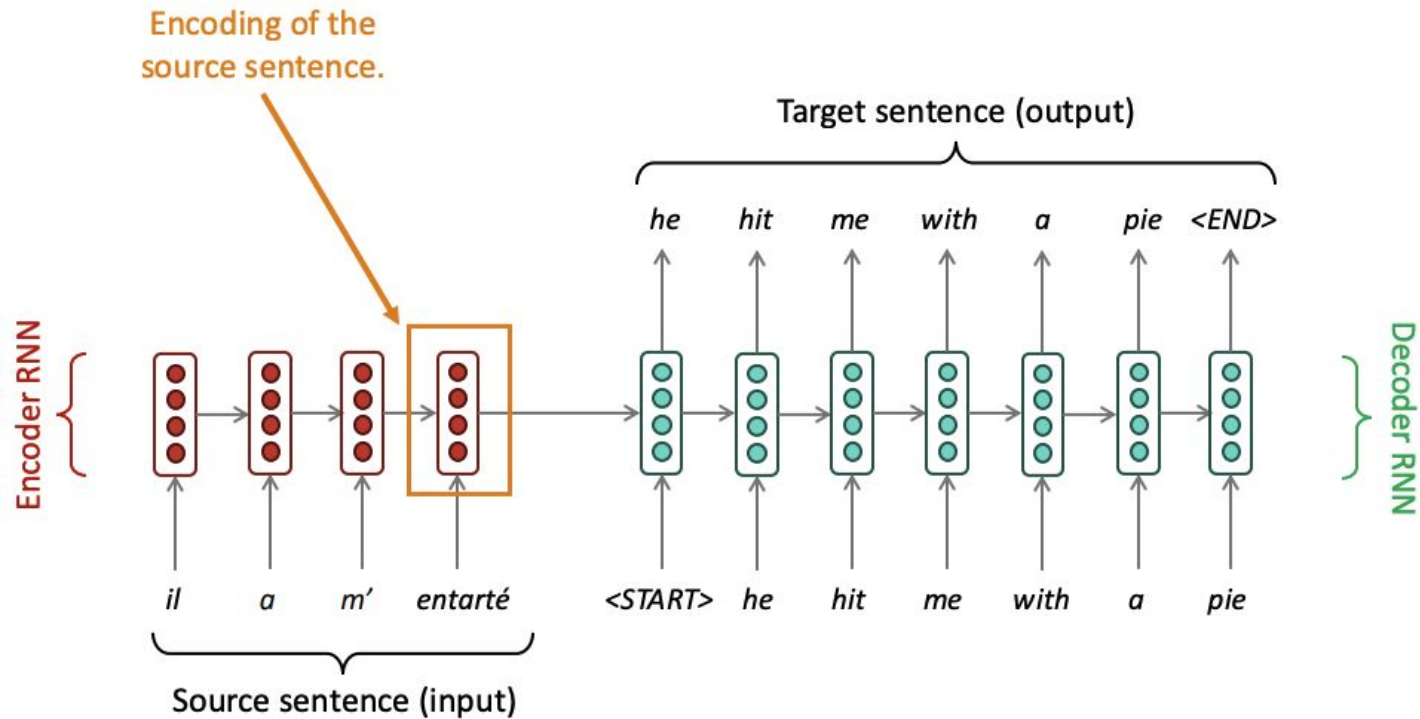 Encoding of the
source sentence.
Target sentence (output)
he hit me with a pie <END>
Encoder RNN
Decoder RNN
il a m’ entarté <START> he hit me with a pie
Source sentence (input)